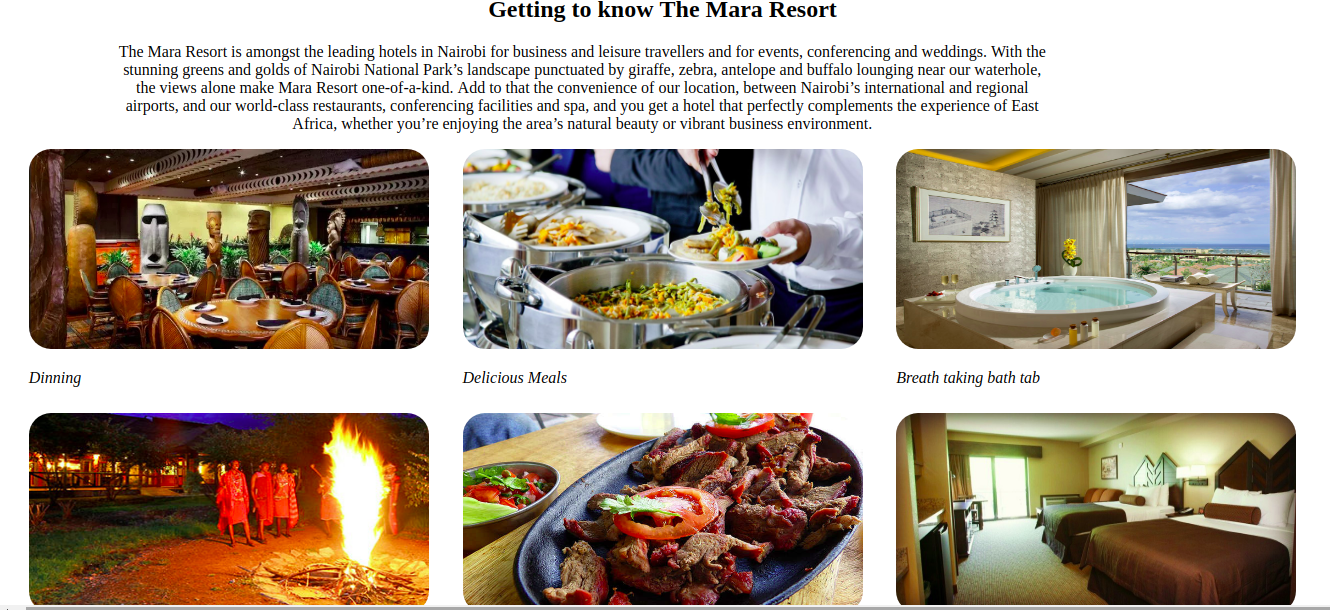 Getting to know The Mara Resort
The Mara Resort is amongst the leading hotels in Nairobi for business and leisure travellers and for events, conferencing and weddings. With the
stunning greens and golds of Nairobi National Park’s landscape punctuated by giraffe, zebra, antelope and buffalo lounging near our waterhole,
the views alone make Mara Resort one-of-a-kind. Add to that the convenience of our location, between Nairobi’s international and regional
airports, and our world-class restaurants, conferencing facilities and spa, and you get a hotel that perfectly complements the experience of East
Africa, whether you’re enjoying the area’s natural beauty or vibrant business environment.
Dinning
Delicious Meals
Breath taking bath tab